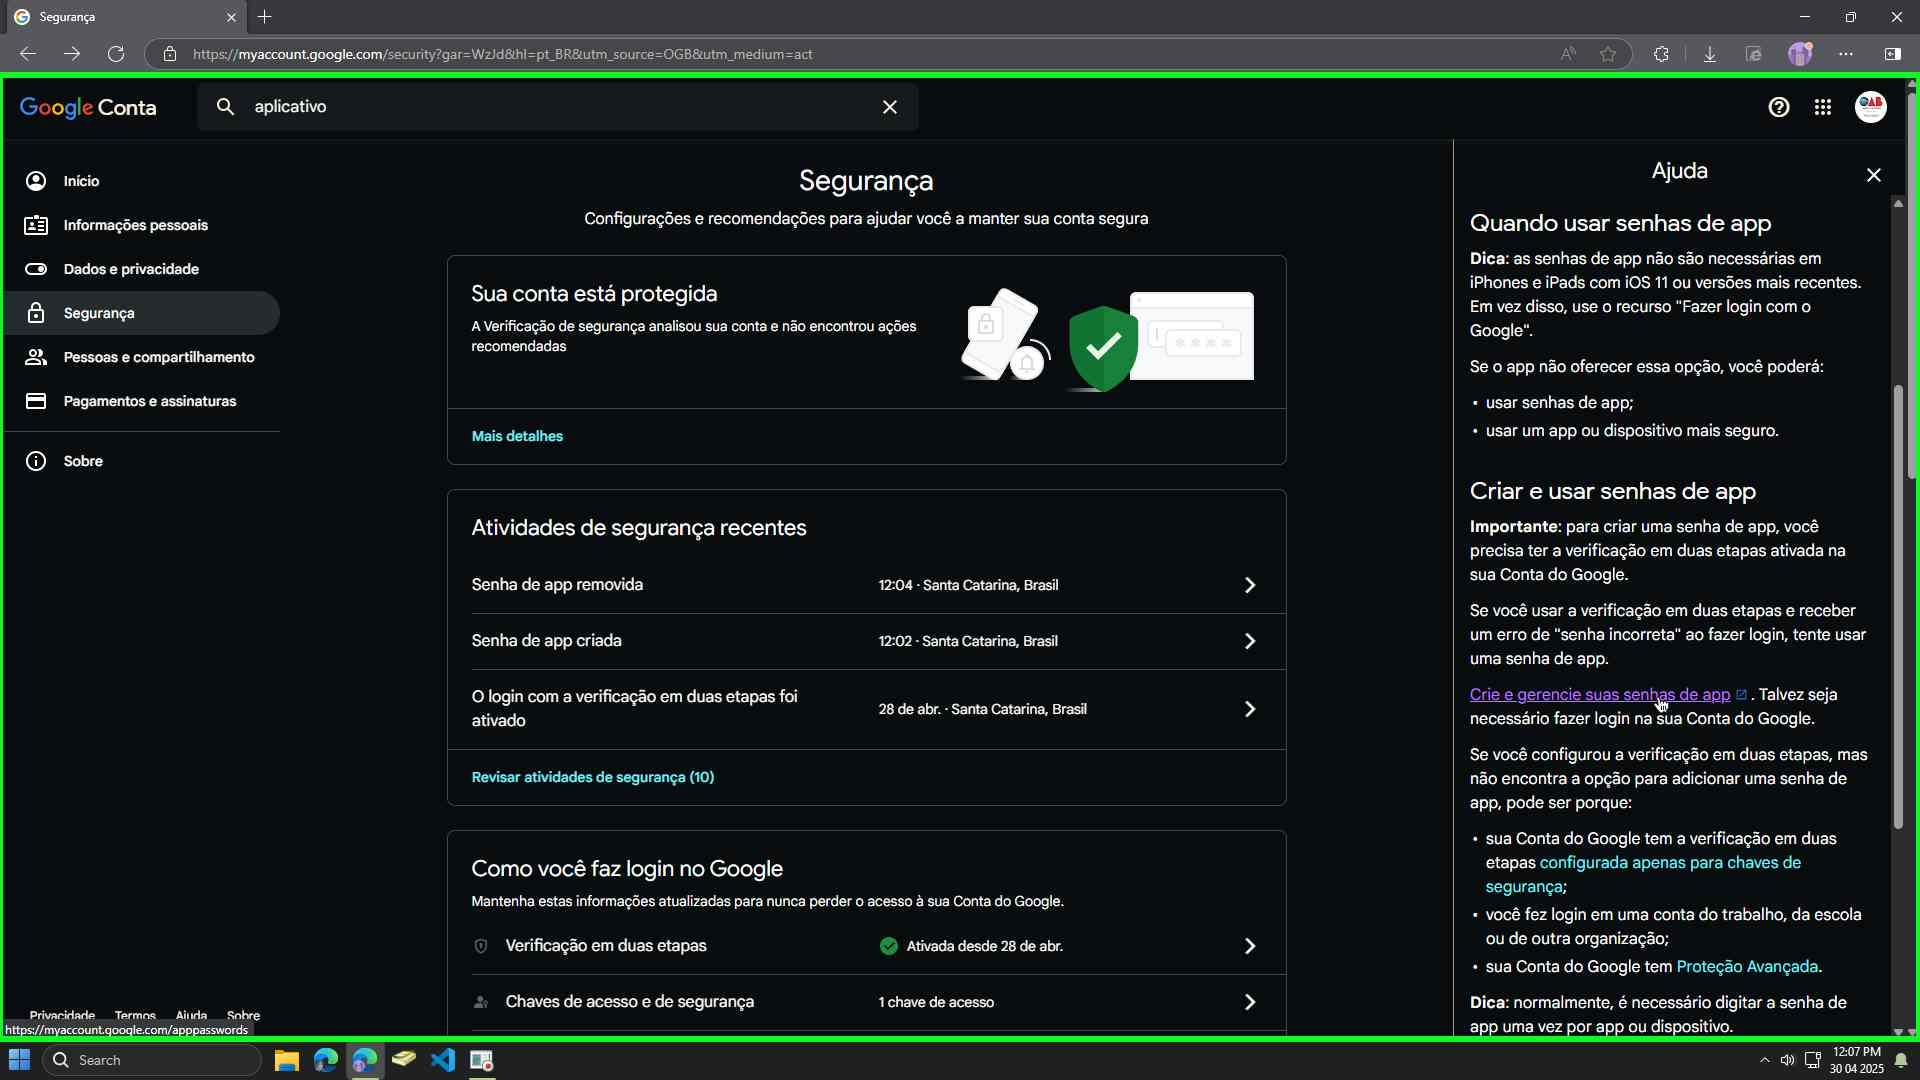 Segurança
https://myaccount.google.com/security?gar=WzJd&hl=pt_BR&utm_source=OGB&utm_medium=act
Google Conta
aplicativo
Início
Informações pessoais
Dados e privacidade
Segurança
Pessoas e compartilhamento
Pagamentos e assinaturas
Sobre
Segurança
Configurações e recomendações para ajudar você a manter sua conta segura
Sua conta está protegida
A Verificação de segurança analisou sua conta e não encontrou ações
recomendadas
Mais detalhes
Atividades de segurança recentes
Senha de app removida 12:04 · Santa Catarina, Brasil
Senha de app criada 12:02 · Santa Catarina, Brasil
O login com a verificação em duas etapas foi
ativado 28 de abr. · Santa Catarina, Brasil
Revisar atividades de segurança (10)
Como você faz login no Google
Mantenha estas informações atualizadas para nunca perder o acesso à sua Conta do Google.
Verificação em duas etapas Ativada desde 28 de abr.
Chaves de acesso e de segurança 1 chave de acesso
Ajuda
Quando usar senhas de app
Dica: as senhas de app não são necessárias em
iPhones e iPads com iOS 11 ou versões mais recentes.
Em vez disso, use o recurso "Fazer login com o
Google".
Se o app não oferecer essa opção, você poderá:
• usar senhas de app;
• usar um app ou dispositivo mais seguro.
Criar e usar senhas de app
Importante: para criar uma senha de app, você
precisa ter a verificação em duas etapas ativada na
sua Conta do Google.
Se você usar a verificação em duas etapas e receber
um erro de "senha incorreta" ao fazer login, tente usar
uma senha de app.
Crie e gerencie suas senhas de app . Talvez seja
necessário fazer login na sua Conta do Google.
Se você configurou a verificação em duas etapas, mas
não encontra a opção para adicionar uma senha de
app, pode ser porque:
• sua Conta do Google tem a verificação em duas
etapas configurada apenas para chaves de
segurança;
• você fez login em uma conta do trabalho, da escola
ou de outra organização;
• sua Conta do Google tem Proteção Avançada.
Dica: normalmente, é necessário digitar a senha de
app uma vez por app ou dispositivo.
Privacidade Termos Ajuda Sobre
https://myaccount.google.com/apppasswords
Search
12:07 PM
30 04 2025
OAB